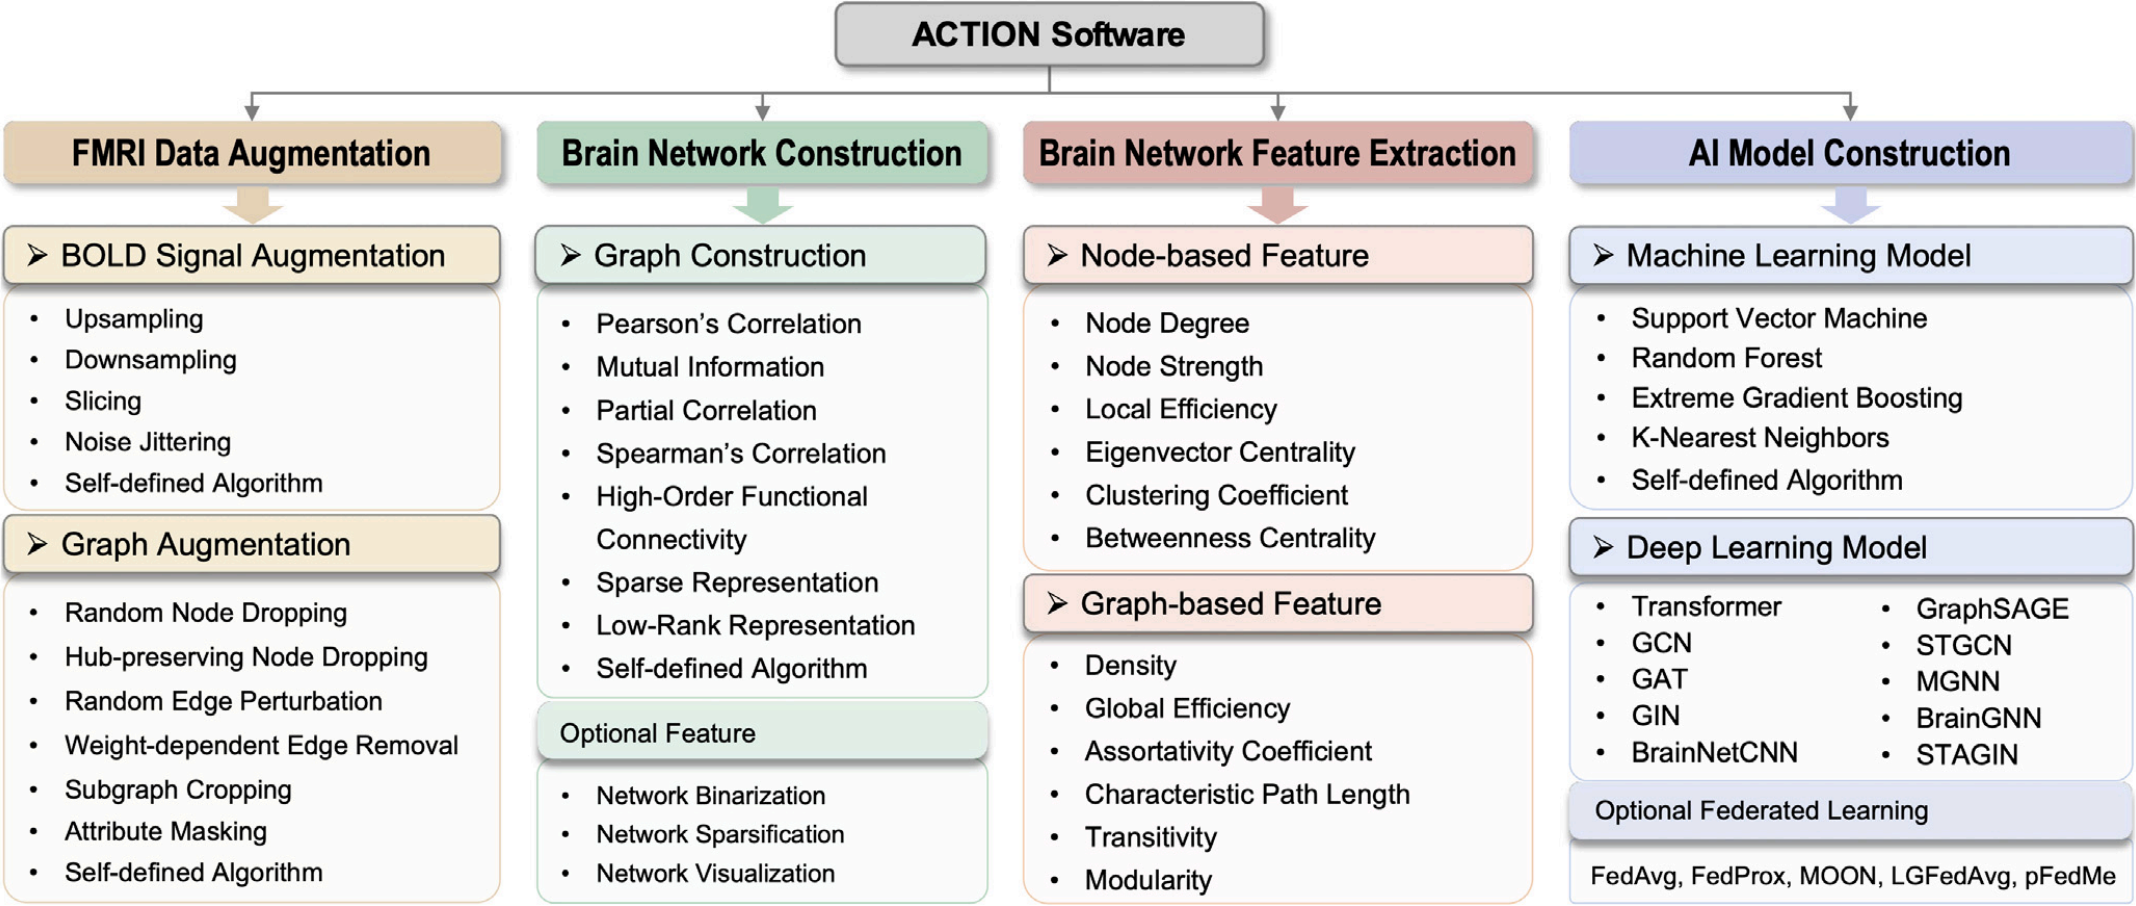 ACTION Software
FMRI Data Augmentation
➢ BOLD Signal Augmentation
• Upsampling
• Downsampling
• Slicing
• Noise Jittering
• Self-defined Algorithm
➢ Graph Augmentation
• Random Node Dropping
• Hub-preserving Node Dropping
• Random Edge Perturbation
• Weight-dependent Edge Removal
• Subgraph Cropping
• Attribute Masking
• Self-defined Algorithm
Brain Network Construction
➢ Graph Construction
• Pearson’s Correlation
• Mutual Information
• Partial Correlation
• Spearman’s Correlation
• High-Order Functional
Connectivity
• Sparse Representation
• Low-Rank Representation
• Self-defined Algorithm
Optional Feature
• Network Binarization
• Network Sparsification
• Network Visualization
Brain Network Feature Extraction
➢ Node-based Feature
• Node Degree
• Node Strength
• Local Efficiency
• Eigenvector Centrality
• Clustering Coefficient
• Betweenness Centrality
➢ Graph-based Feature
• Density
• Global Efficiency
• Assortativity Coefficient
• Characteristic Path Length
• Transitivity
• Modularity
AI Model Construction
➢ Machine Learning Model
• Support Vector Machine
• Random Forest
• Extreme Gradient Boosting
• K-Nearest Neighbors
• Self-defined Algorithm
➢ Deep Learning Model
• Transformer
• GCN
• GAT
• GIN
• BrainNetCNN
• GraphSAGE
• STGCN
• MGNN
• BrainGNN
• STAGIN
Optional Federated Learning
FedAvg, FedProx, MOON, LGFedAvg, pFedMe